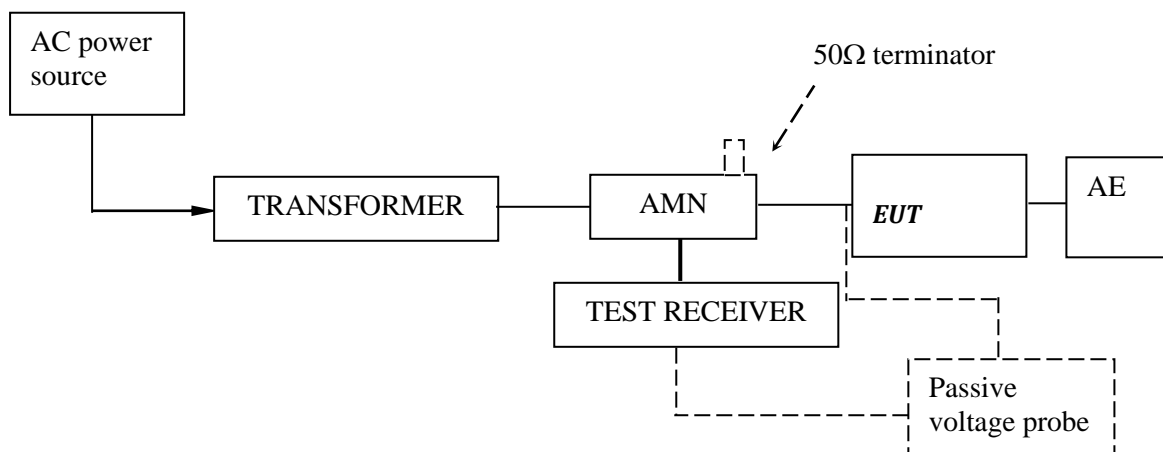 AC power
source
50Ω terminator
TRANSFORMER
AMN
EUT
AE
TEST RECEIVER
Passive
voltage probe